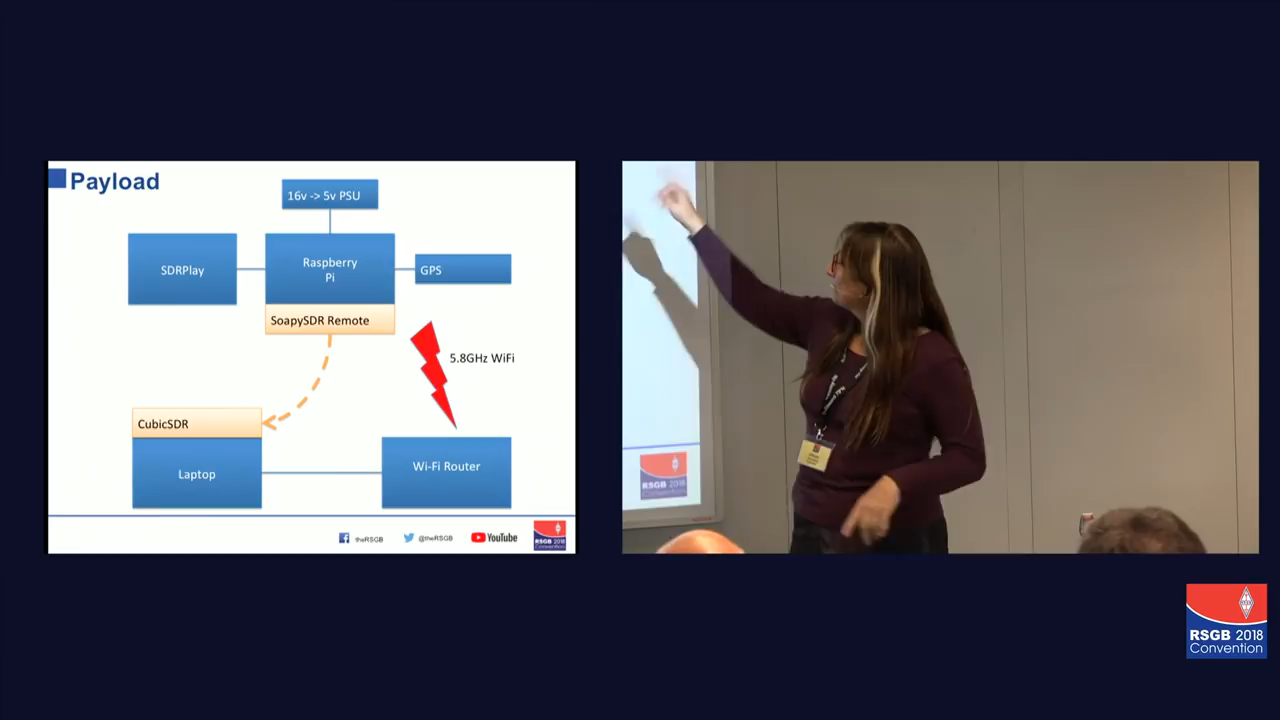 Payload
16v -> 5v PSU
SDRPlay
Raspberry
Pi
GPS
SoapySDR Remote
5.8GHz WiFi
CubicSDR
Laptop
Wi-Fi Router
theRSGB
@theRSGB
YouTube
RSGB 2018
Convention
RSGB 2018
Convention
RSGB 2018
Convention